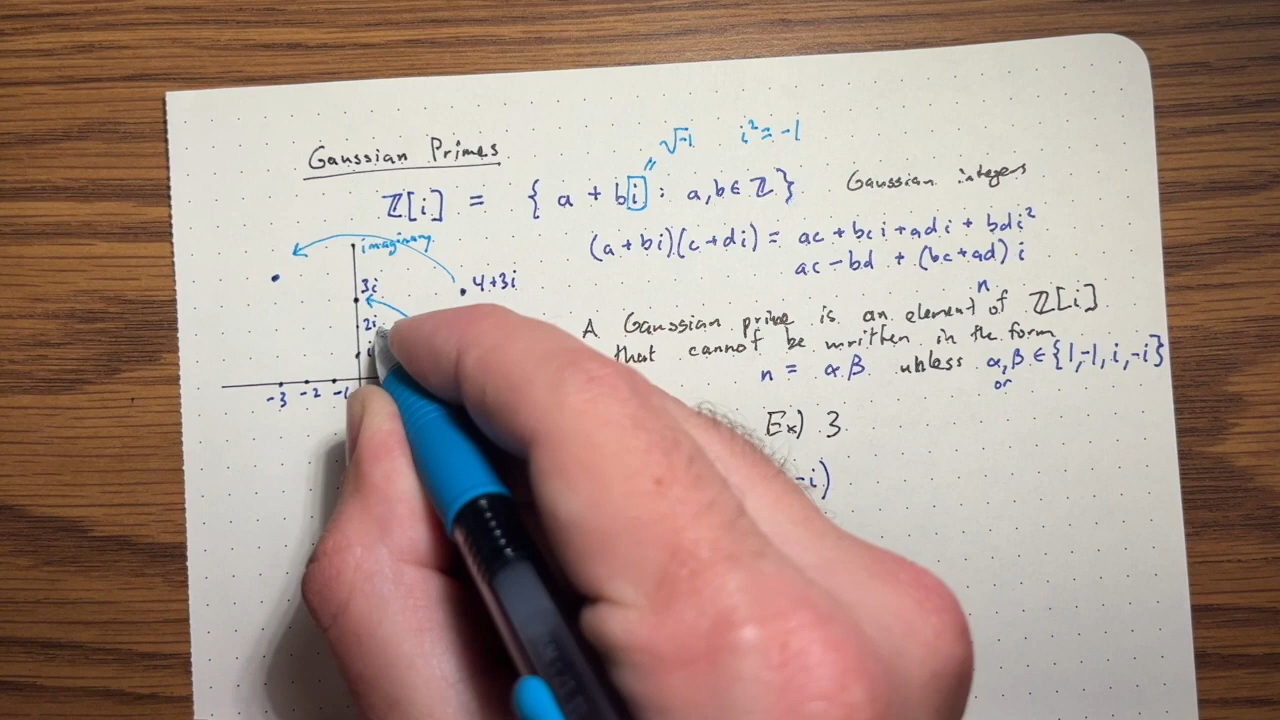 Gaussian Primes
√-1 i² = -1
ℤ[i] = { a + bi : a,b ∈ ℤ } Gaussian integers
(a+bi)(c+di) = ac + bci + adi + bdi²
ac - bd + (bc+ad) i
imaginary
3i
4+3i
2i
-3 -2 -1
n
A Gaussian prime is an element of ℤ[i]
that cannot be written in the form
n = α β unless α,β ∈ {1,-1,i,-i}
or
Ex) 3
-i)